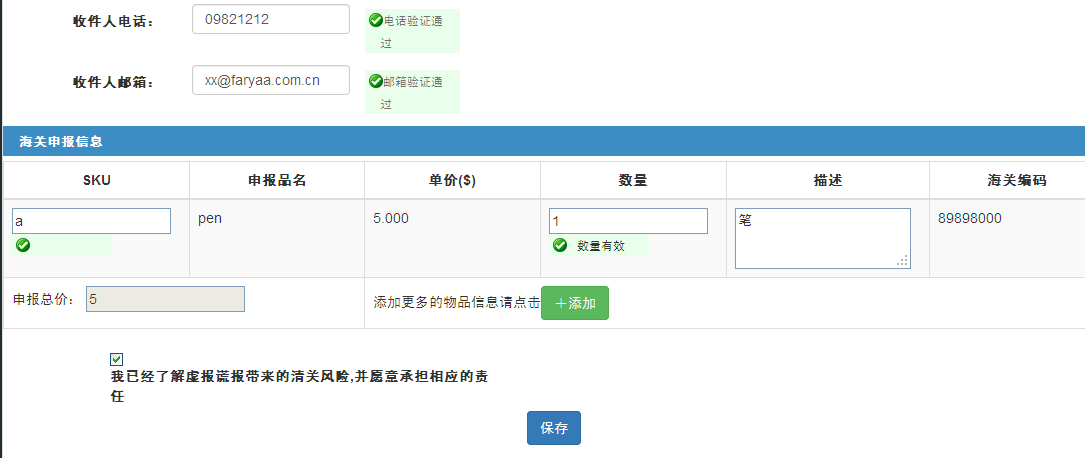 收件人电话： 09821212 电话验证通
过
收件人邮箱： xx@faryaa.com.cn 邮箱验证通
过
海关申报信息
SKU 申报品名 单价($) 数量 描述 海关编码
a pen 5.000 1 笔 89898000
数量有效
申报总价： 5 添加更多的物品信息请点击 ＋添加
我已经了解虚报谎报带来的清关风险,并愿意承担相应的责
任
保存